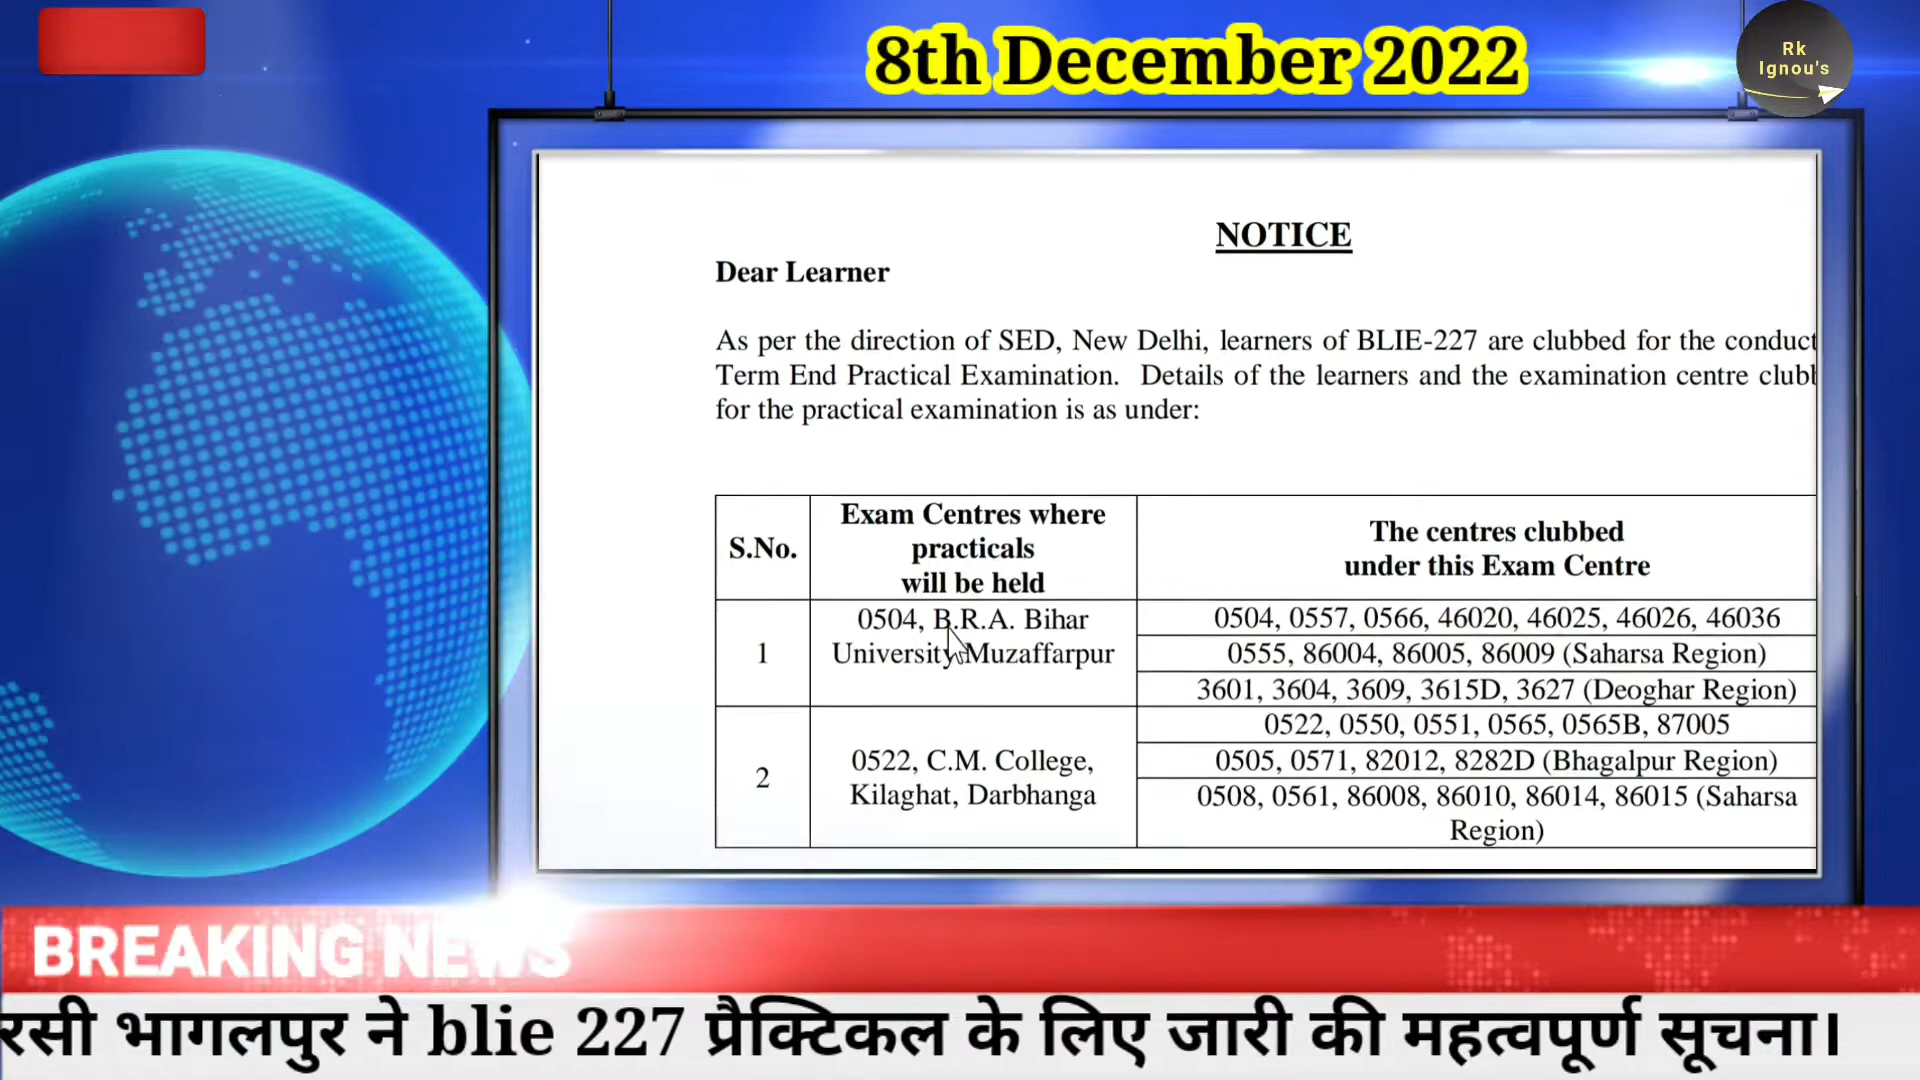 8th December 2022
Rk
Ignou's
NOTICE
Dear Learner
As per the direction of SED, New Delhi, learners of BLIE-227 are clubbed for the conduct
Term End Practical Examination. Details of the learners and the examination centre
for the practical examination is as under:
S.No.
Exam Centres where
practicals
will be held
The centres clubbed
under this Exam Centre
1
0504, B.R.A. Bihar
University Muzaffarpur
0504, 0557, 0566, 46020, 46025, 46026, 46036
0555, 86004, 86005, 86009 (Saharsa Region)
3601, 3604, 3609, 3615D, 3627 (Deoghar Region)
2
0522, C.M. College,
Kilaghat, Darbhanga
0522, 0550, 0551, 0565, 0565B, 87005
0505, 0571, 82012, 8282D (Bhagalpur Region)
0508, 0561, 86008, 86010, 86014, 86015 (Saharsa
Region)
BREAKING NEWS
भागलपुर ने blie 227 प्रैक्टिकल के लिए जारी की महत्वपूर्ण सूचना।